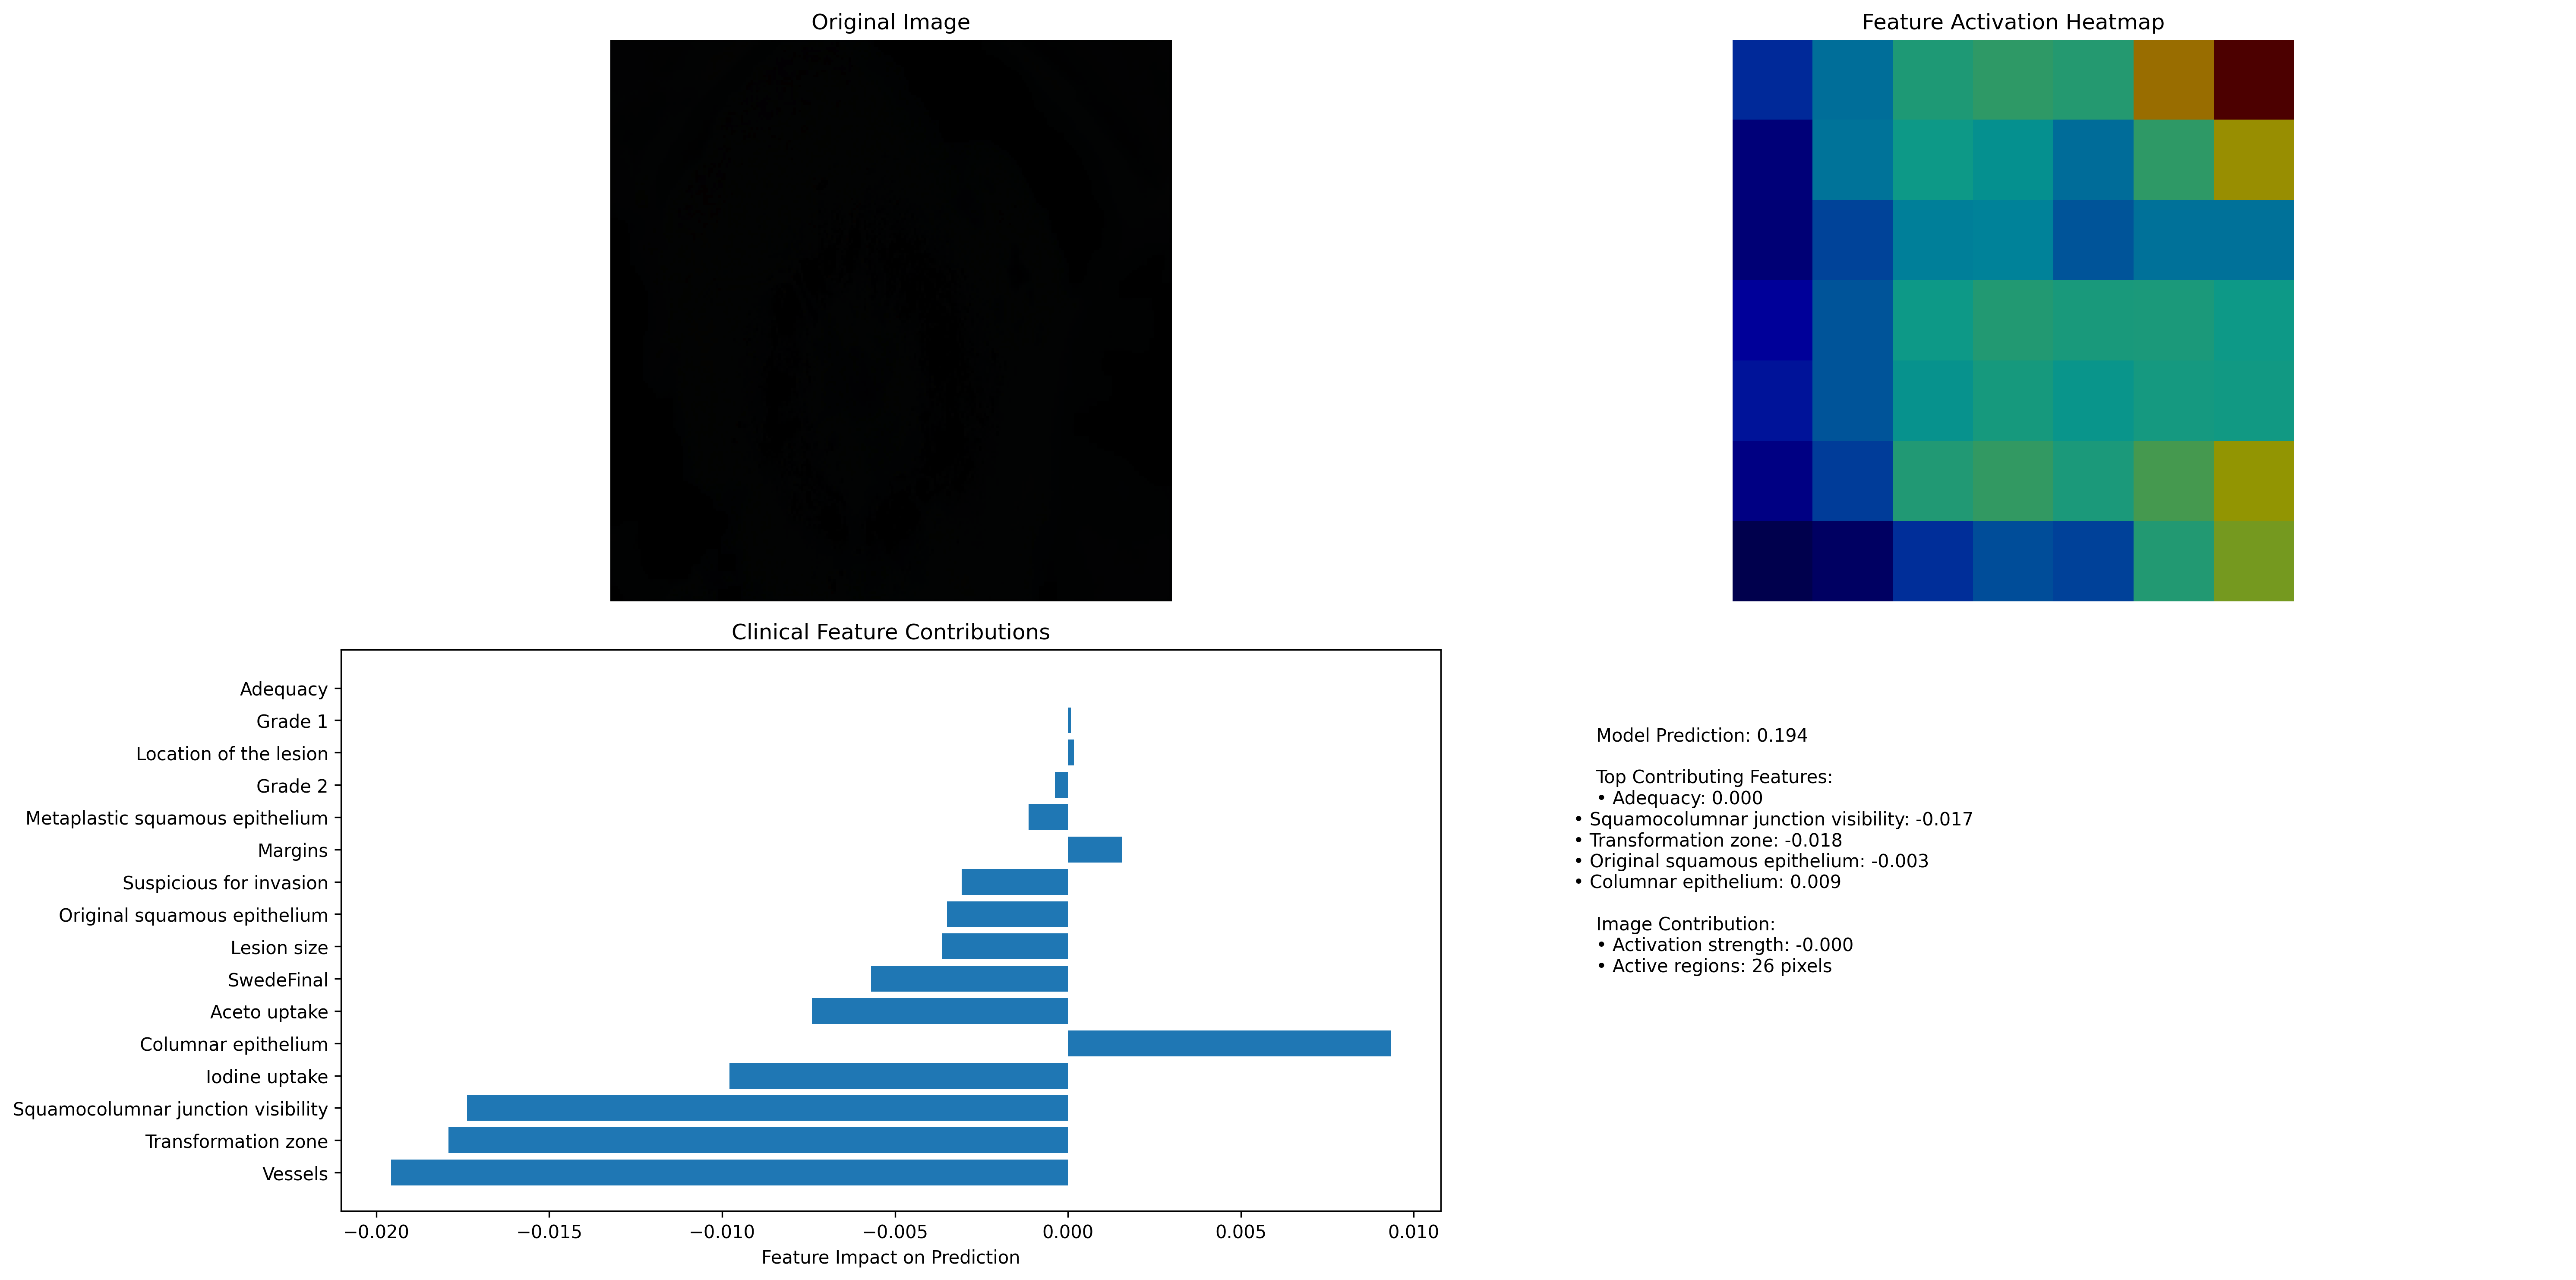 Original Image
Feature Activation Heatmap
Clinical Feature Contributions
Adequacy
Grade 1
Location of the lesion
Grade 2
Metaplastic squamous epithelium
Margins
Suspicious for invasion
Original squamous epithelium
Lesion size
SwedeFinal
Aceto uptake
Columnar epithelium
Iodine uptake
Squamocolumnar junction visibility
Transformation zone
Vessels
−0.020 −0.015 −0.010 −0.005 0.000 0.005 0.010
Feature Impact on Prediction
Model Prediction: 0.194
Top Contributing Features:
• Adequacy: 0.000
• Squamocolumnar junction visibility: -0.017
• Transformation zone: -0.018
• Original squamous epithelium: -0.003
• Columnar epithelium: 0.009
Image Contribution:
• Activation strength: -0.000
• Active regions: 26 pixels